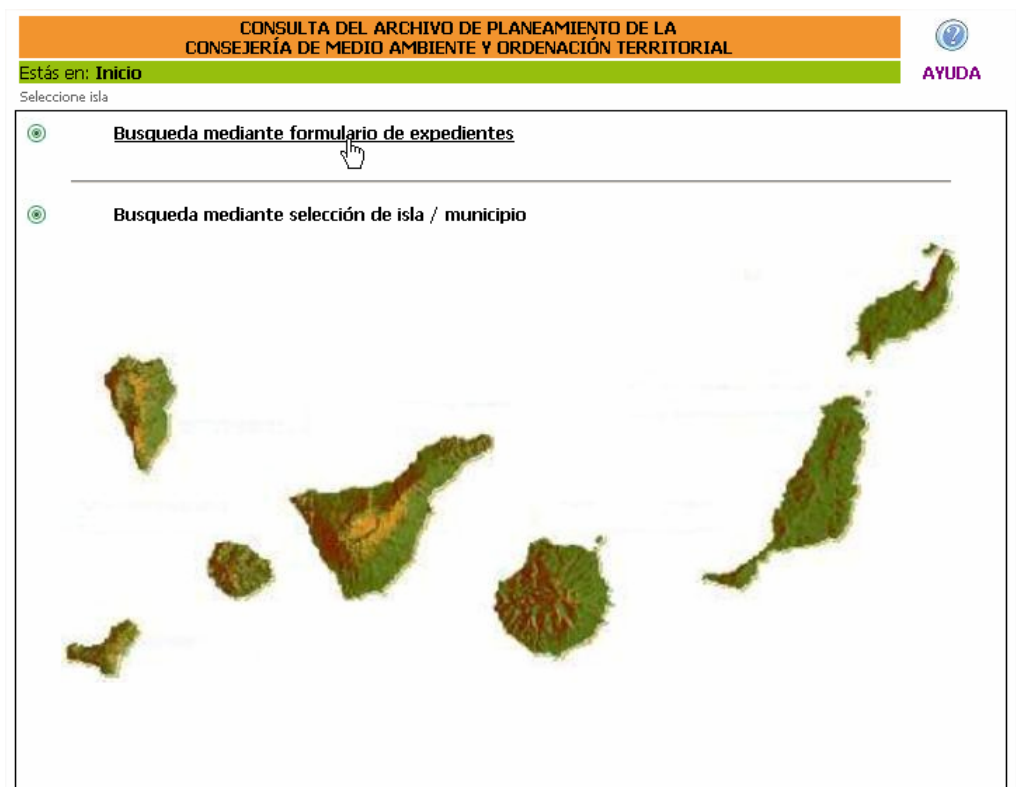 CONSULTA DEL ARCHIVO DE PLANEAMIENTO DE LA
CONSEJERÍA DE MEDIO AMBIENTE Y ORDENACIÓN TERRITORIAL
AYUDA
Estás en: Inicio
Seleccione isla
Busqueda mediante formulario de expedientes
Busqueda mediante selección de isla / municipio